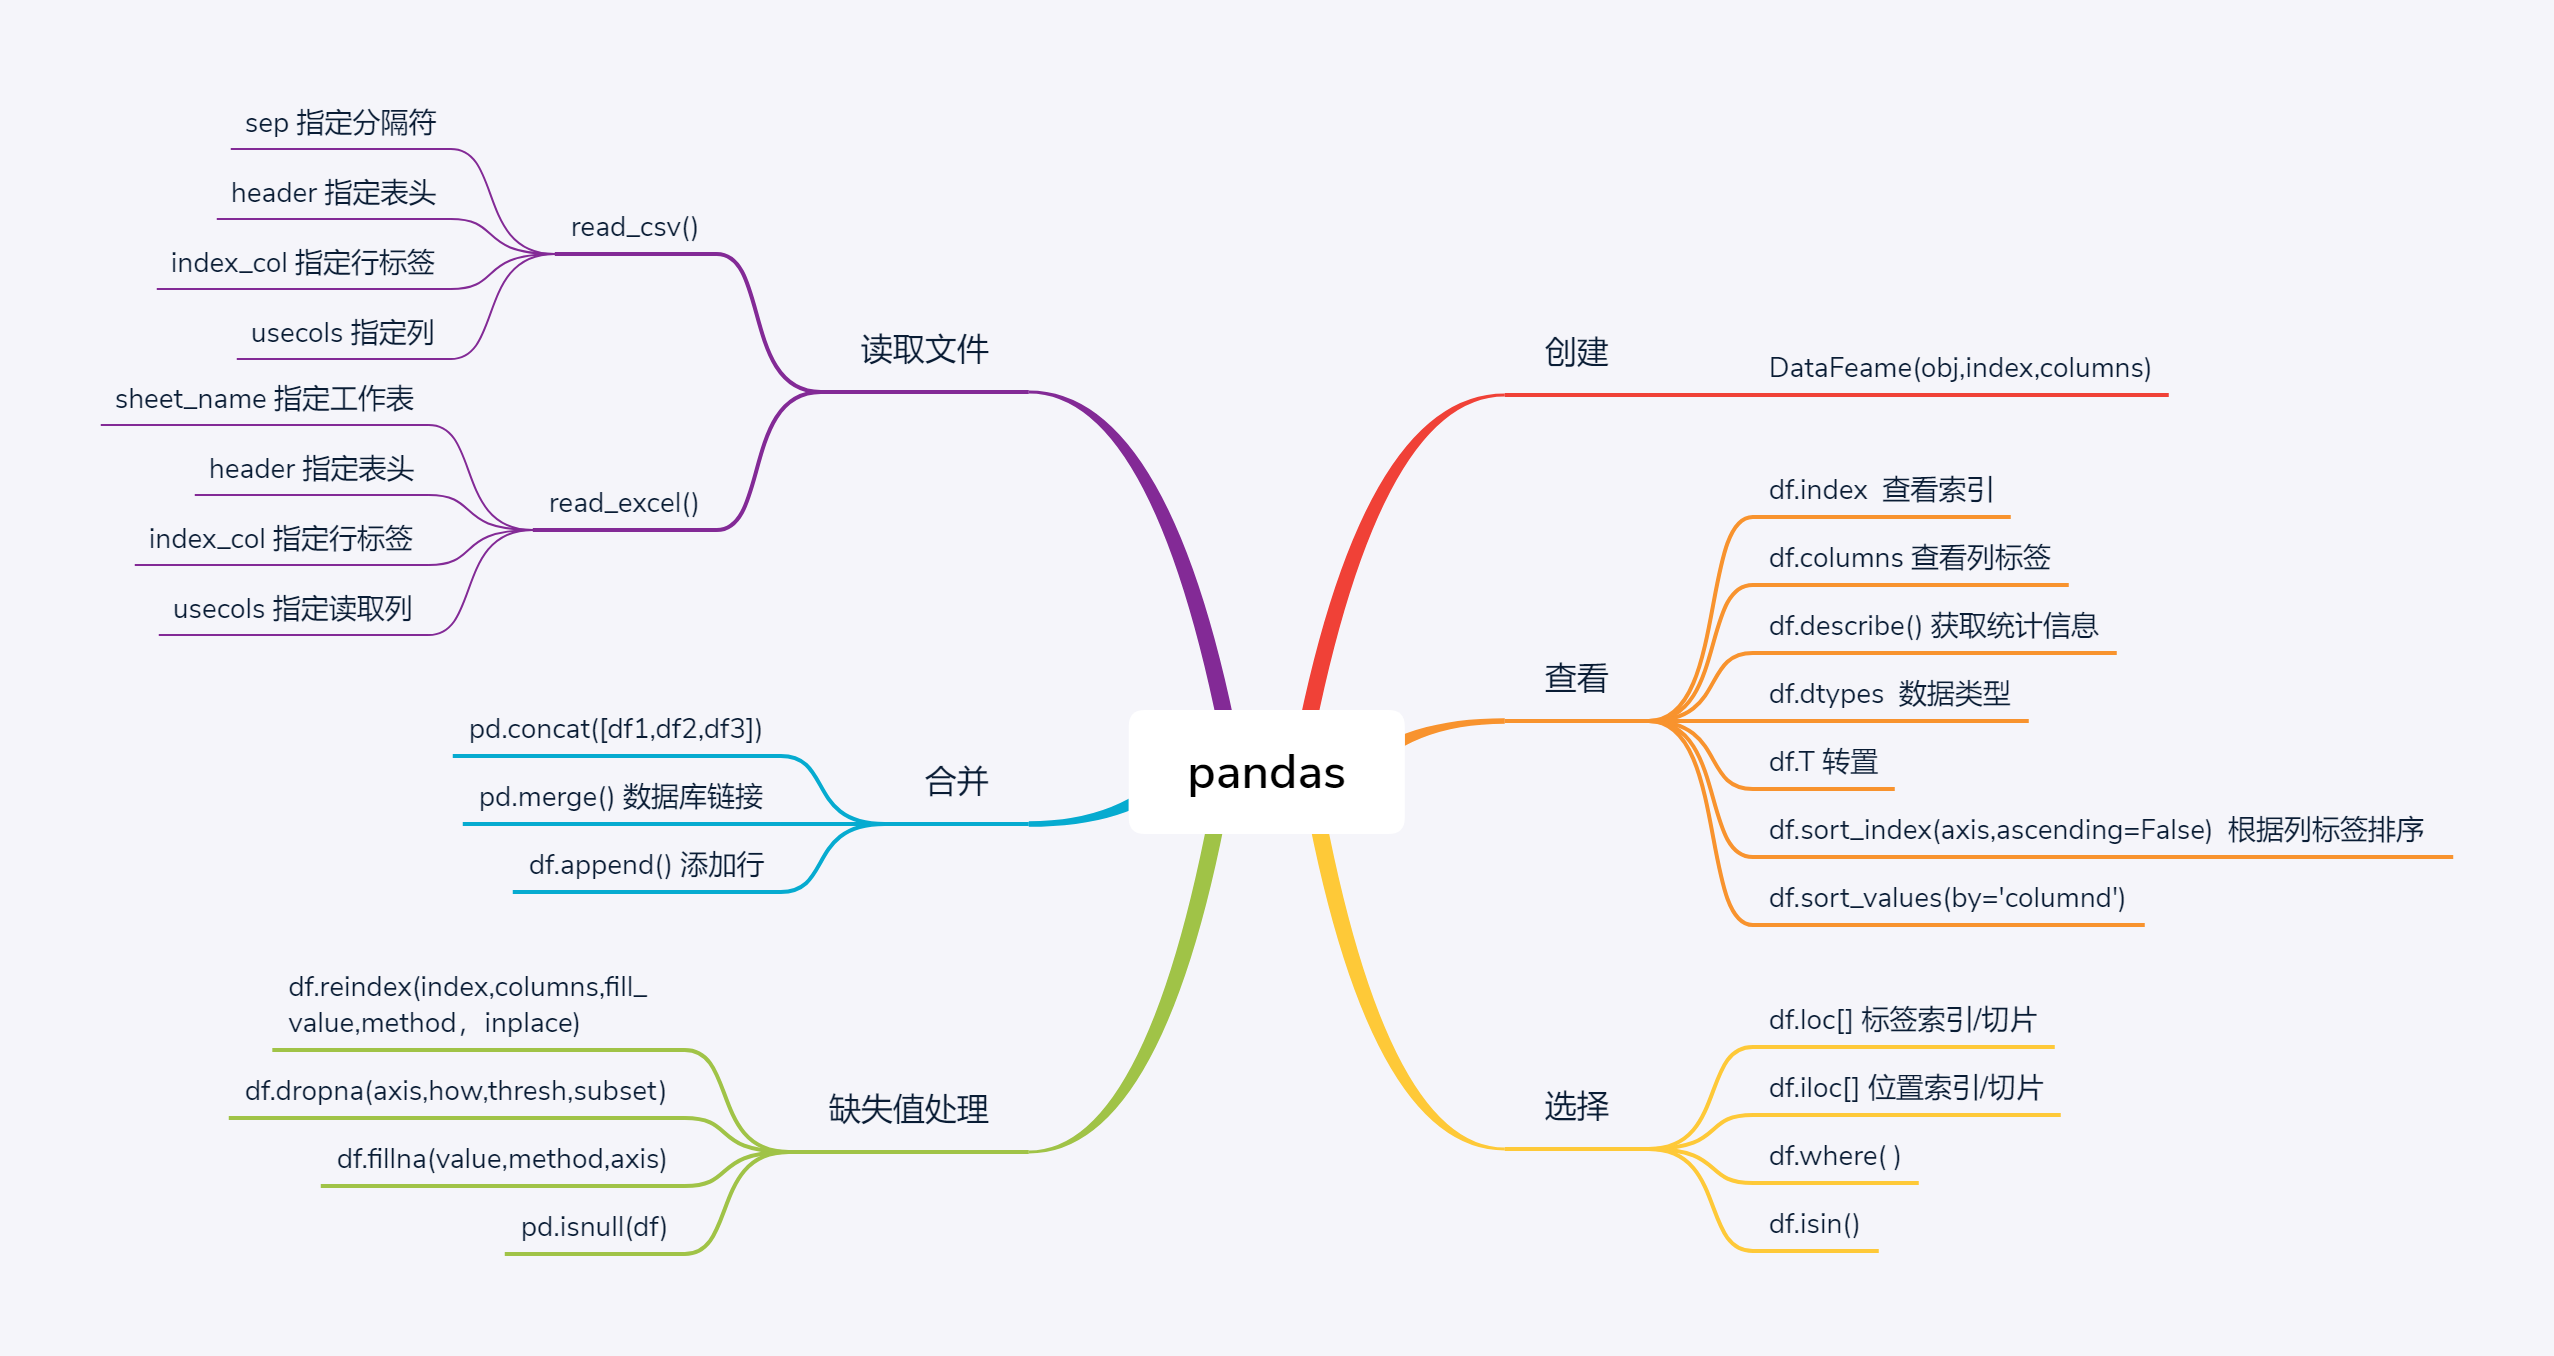 pandas
创建
DataFeame(obj,index,columns)
查看
df.index  查看索引
df.columns 查看列标签
df.describe() 获取统计信息
df.dtypes  数据类型
df.T 转置
df.sort_index(axis,ascending=False)  根据列标签排序
df.sort_values(by='columnd')
选择
df.loc[] 标签索引/切片
df.iloc[] 位置索引/切片
df.where( )
df.isin()
读取文件
read_csv()
sep 指定分隔符
header 指定表头
index_col 指定行标签
usecols 指定列
read_excel()
sheet_name 指定工作表
header 指定表头
index_col 指定行标签
usecols 指定读取列
合并
pd.concat([df1,df2,df3])
pd.merge() 数据库链接
df.append() 添加行
缺失值处理
df.reindex(index,columns,fill_
value,method，inplace)
df.dropna(axis,how,thresh,subset)
df.fillna(value,method,axis)
pd.isnull(df)